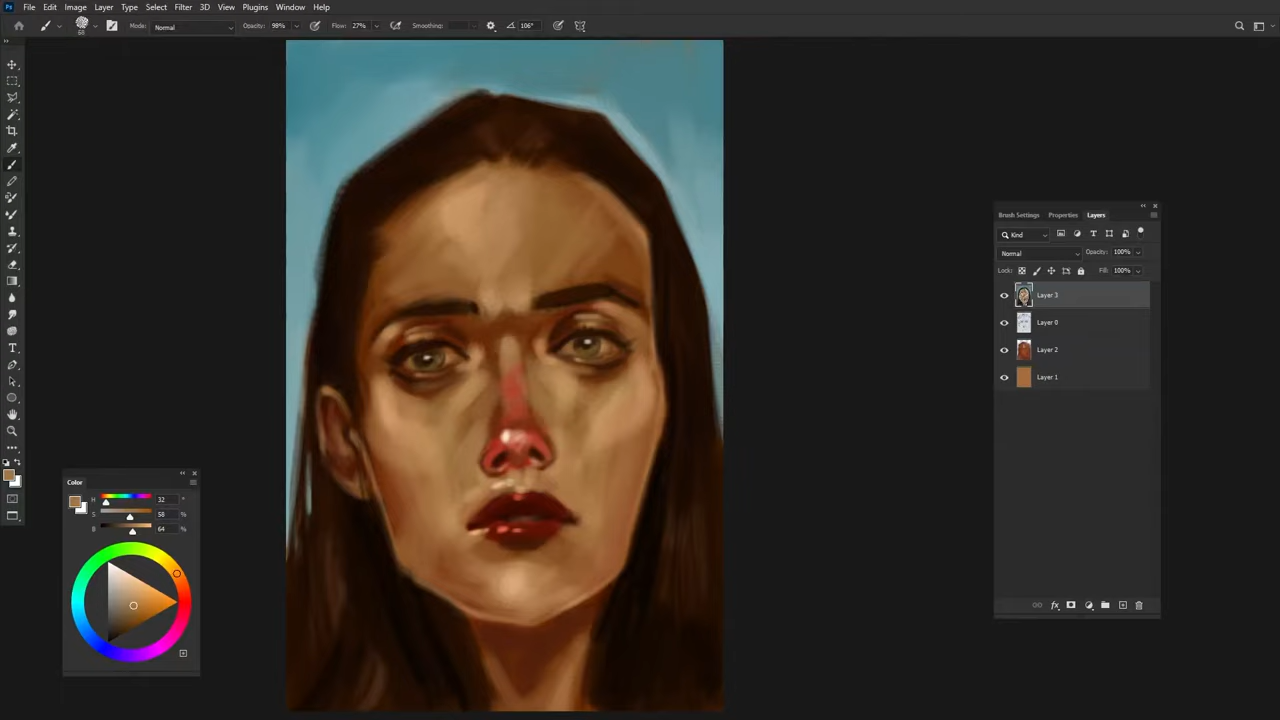 Ps File Edit Image Layer Type Select Filter 3D View Plugins Window Help
68 Mode: Normal Opacity: 98% Flow: 27% Smoothing: 106°
Brush Settings Properties Layers
Kind
Normal Opacity: 100%
Lock: Fill: 100%
Layer 3
Layer 0
Layer 2
Layer 1
Color
H 32 °
S 58 %
B 64 %